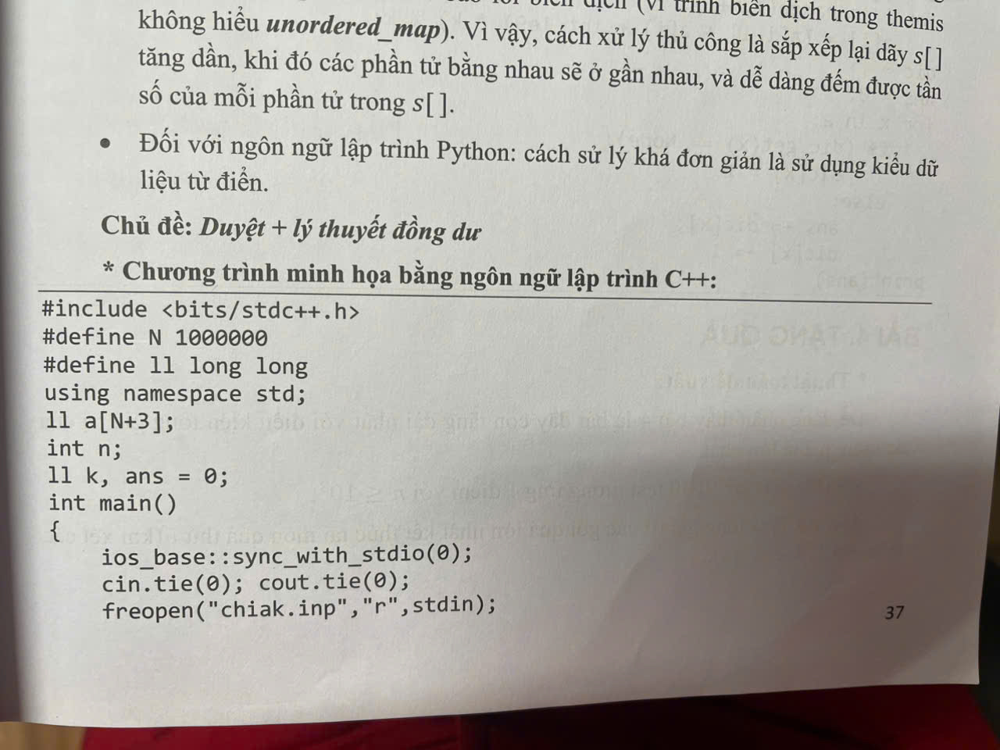 biên dịch (vì trình biên dịch trong themis
không hiểu unordered_map). Vì vậy, cách xử lý thủ công là sắp xếp lại dãy s[]
tăng dần, khi đó các phần tử bằng nhau sẽ ở gần nhau, và dễ dàng đếm được tần
số của mỗi phần tử trong s[].
• Đối với ngôn ngữ lập trình Python: cách sử lý khá đơn giản là sử dụng kiểu dữ
liệu từ điển.
Chủ đề: Duyệt + lý thuyết đồng dư
* Chương trình minh họa bằng ngôn ngữ lập trình C++:
#include <bits/stdc++.h>
#define N 1000000
#define ll long long
using namespace std;
ll a[N+3];
int n;
ll k, ans = 0;
int main()
{
ios_base::sync_with_stdio(0);
cin.tie(0); cout.tie(0);
freopen("chiak.inp","r",stdin);
37